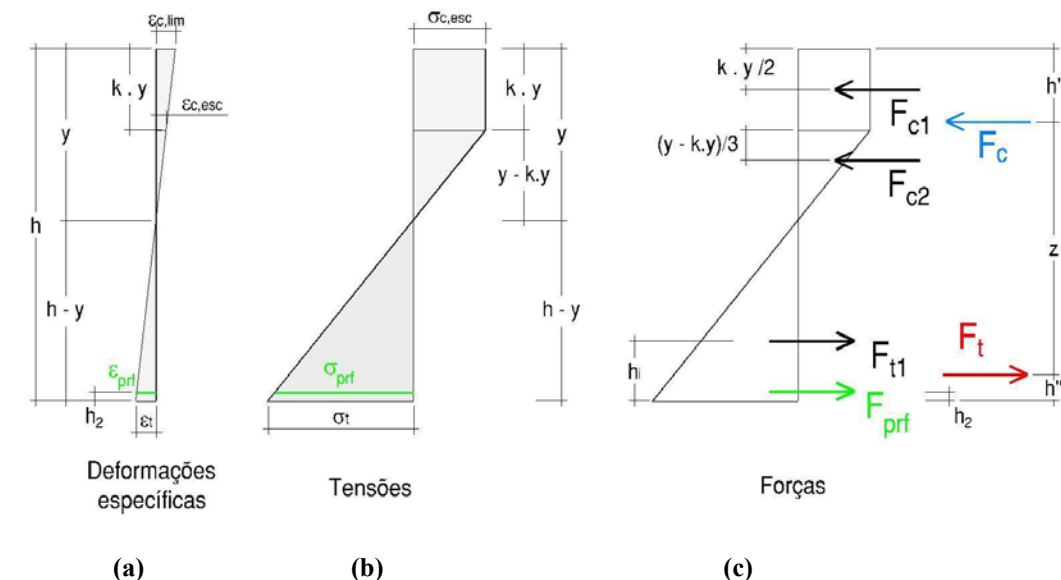 εc,lim
k . y
εc,esc
y
h
h - y
εprf
h2
εt
Deformações
específicas
(a)
σc,esc
k . y
y
y - k.y
h - y
σprf
σt
Tensões
(b)
k . y /2
Fc1
h'
Fc
(y - k.y)/3
Fc2
z
hi
Ft1
Ft
Fprf
h2
h"
Forças
(c)